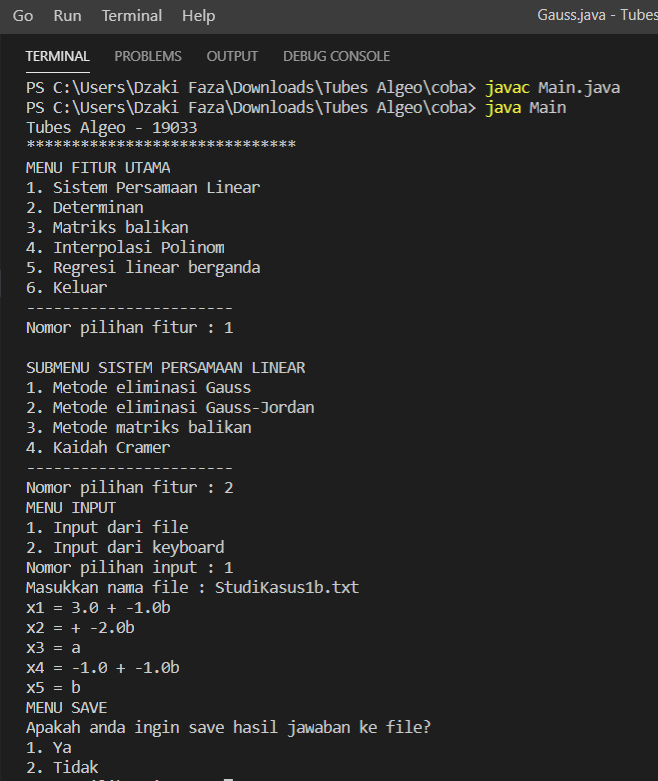 Go Run Terminal Help Gauss.java - Tubes
TERMINAL PROBLEMS OUTPUT DEBUG CONSOLE
PS C:\Users\Dzaki Faza\Downloads\Tubes Algeo\coba> javac Main.java
PS C:\Users\Dzaki Faza\Downloads\Tubes Algeo\coba> java Main
Tubes Algeo - 19033
******************************
MENU FITUR UTAMA
1. Sistem Persamaan Linear
2. Determinan
3. Matriks balikan
4. Interpolasi Polinom
5. Regresi linear berganda
6. Keluar
-----------------------
Nomor pilihan fitur : 1
SUBMENU SISTEM PERSAMAAN LINEAR
1. Metode eliminasi Gauss
2. Metode eliminasi Gauss-Jordan
3. Metode matriks balikan
4. Kaidah Cramer
-----------------------
Nomor pilihan fitur : 2
MENU INPUT
1. Input dari file
2. Input dari keyboard
Nomor pilihan input : 1
Masukkan nama file : StudiKasus1b.txt
x1 = 3.0 + -1.0b
x2 = + -2.0b
x3 = a
x4 = -1.0 + -1.0b
x5 = b
MENU SAVE
Apakah anda ingin save hasil jawaban ke file?
1. Ya
2. Tidak